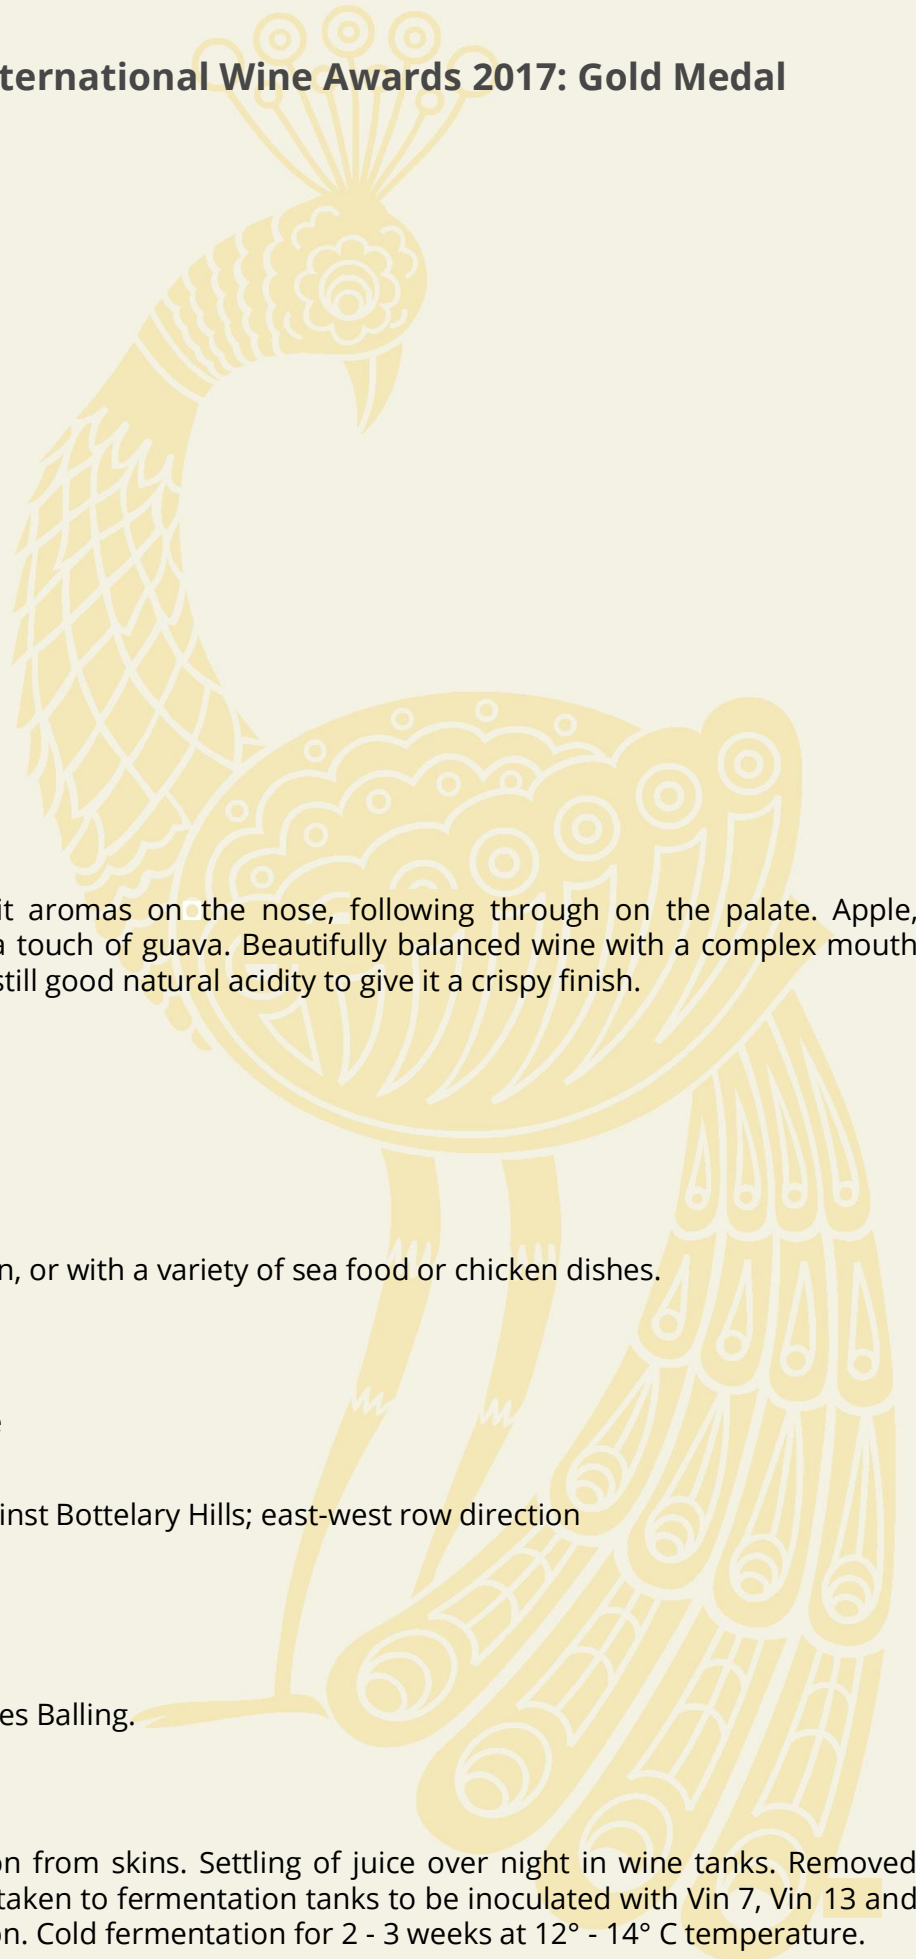 ternational Wine Awards 2017: Gold Medal
it aromas on the nose, following through on the palate. Apple,
a touch of guava. Beautifully balanced wine with a complex mouth
still good natural acidity to give it a crispy finish.
n, or with a variety of sea food or chicken dishes.
e
inst Bottelary Hills; east-west row direction
es Balling.
on from skins. Settling of juice over night in wine tanks. Removed
taken to fermentation tanks to be inoculated with Vin 7, Vin 13 and
on. Cold fermentation for 2 - 3 weeks at 12° - 14° C temperature.